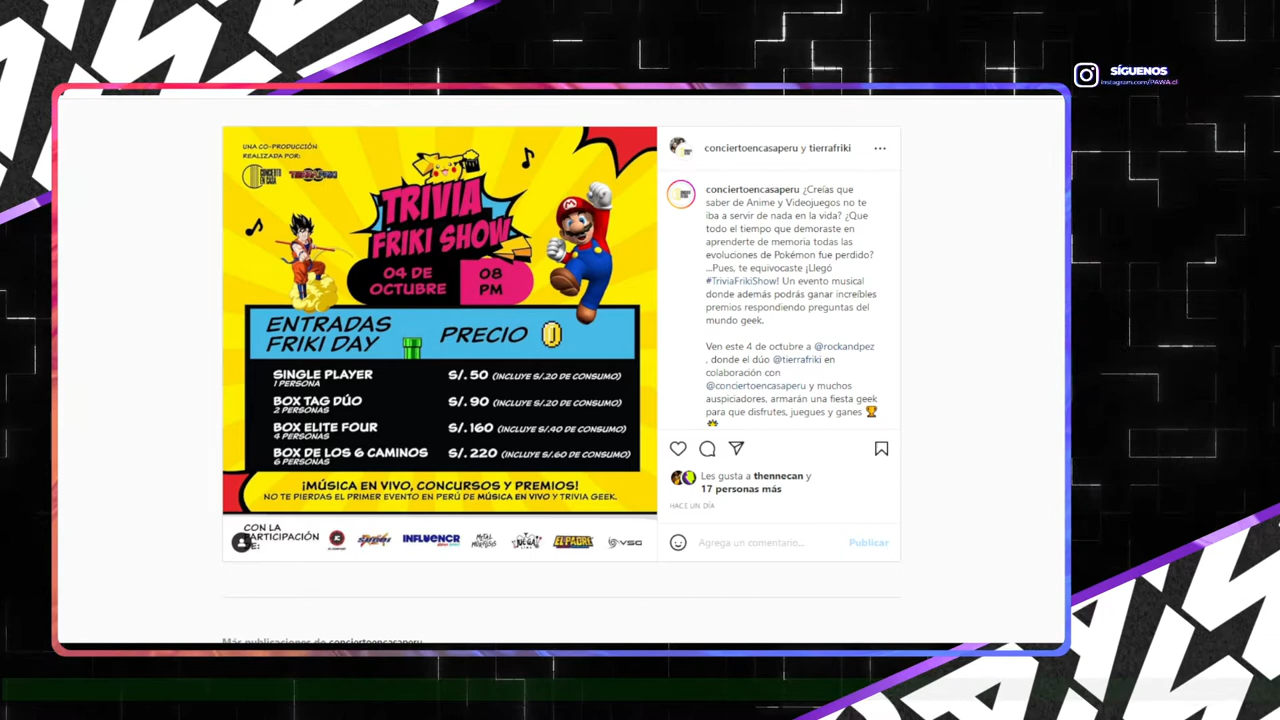 SÍGUENOS
instagram.com/PAWA.cl
UNA CO-PRODUCCIÓN
REALIZADA POR:
CONCIERTO
EN CASA
TRIVIA
FRIKI SHOW
04 DE
OCTUBRE
08
PM
ENTRADAS
FRIKI DAY
PRECIO
SINGLE PLAYER
1 PERSONA
S/. 50 (INCLUYE S/.20 DE CONSUMO)
BOX TAG DÚO
2 PERSONAS
S/. 90 (INCLUYE S/.20 DE CONSUMO)
BOX ELITE FOUR
4 PERSONAS
S/. 160 (INCLUYE S/.40 DE CONSUMO)
BOX DE LOS 6 CAMINOS
6 PERSONAS
S/. 220 (INCLUYE S/.60 DE CONSUMO)
¡MÚSICA EN VIVO, CONCURSOS Y PREMIOS!
NO TE PIERDAS EL PRIMER EVENTO EN PERÚ DE MÚSICA EN VIVO Y TRIVIA GEEK.
CON LA
PARTICIPACIÓN
DE:
INFLUENCR
METAL
EL PADRE
VSG
conciertoencasaperu y tierrafriki
conciertoencasaperu ¿Creías que
saber de Anime y Videojuegos no te
iba a servir de nada en la vida? ¿Que
todo el tiempo que demoraste en
aprenderte de memoria todas las
evoluciones de Pokémon fue perdido?
...Pues, te equivocaste ¡Llegó
#TriviaFrikiShow! Un evento musical
donde además podrás ganar increíbles
premios respondiendo preguntas del
mundo geek.
Ven este 4 de octubre a @rockandpez
, donde el dúo @tierrafriki en
colaboración con
@conciertoencasaperu y muchos
auspiciadores, armarán una fiesta geek
para que disfrutes, juegues y ganes
Les gusta a thennecan y
17 personas más
HACE UN DÍA
Agrega un comentario...
Publicar
Más publicaciones de conciertoencasaperu